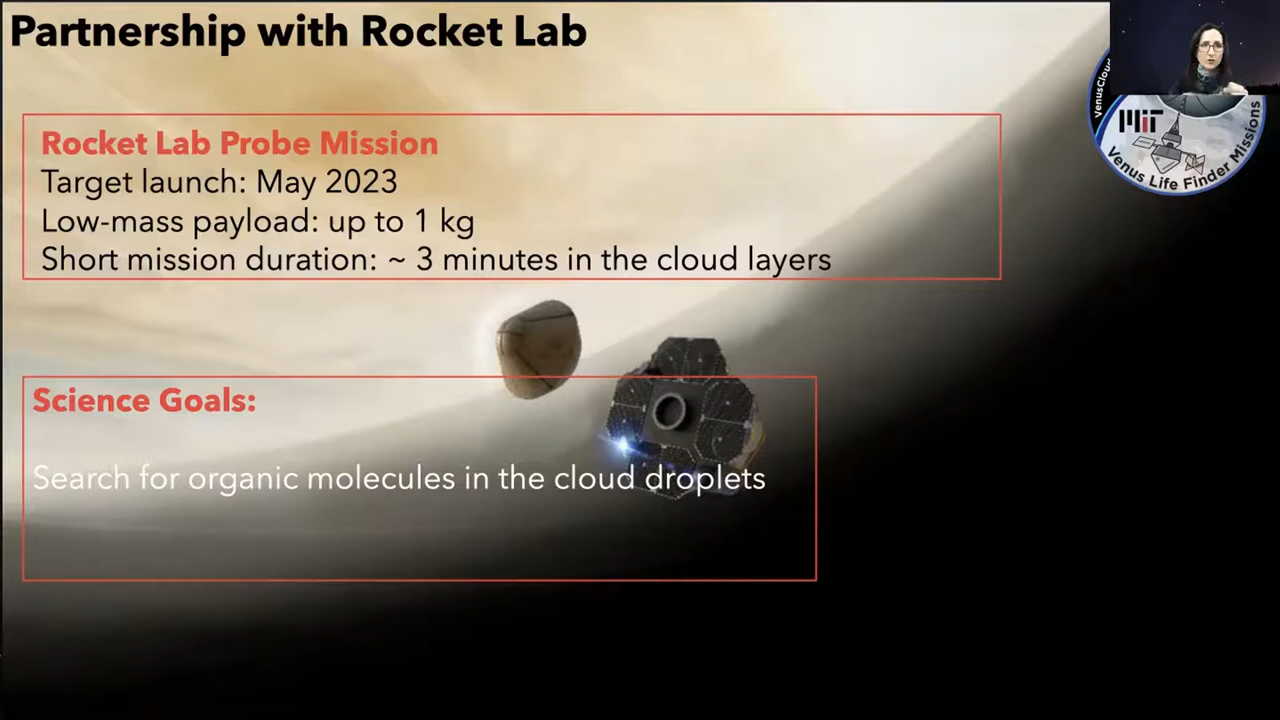 Partnership with Rocket Lab
Rocket Lab Probe Mission
Target launch: May 2023
Low-mass payload: up to 1 kg
Short mission duration: ~ 3 minutes in the cloud layers
Science Goals:
Search for organic molecules in the cloud droplets
VenusClou
MIT
Venus Life Finder Missions